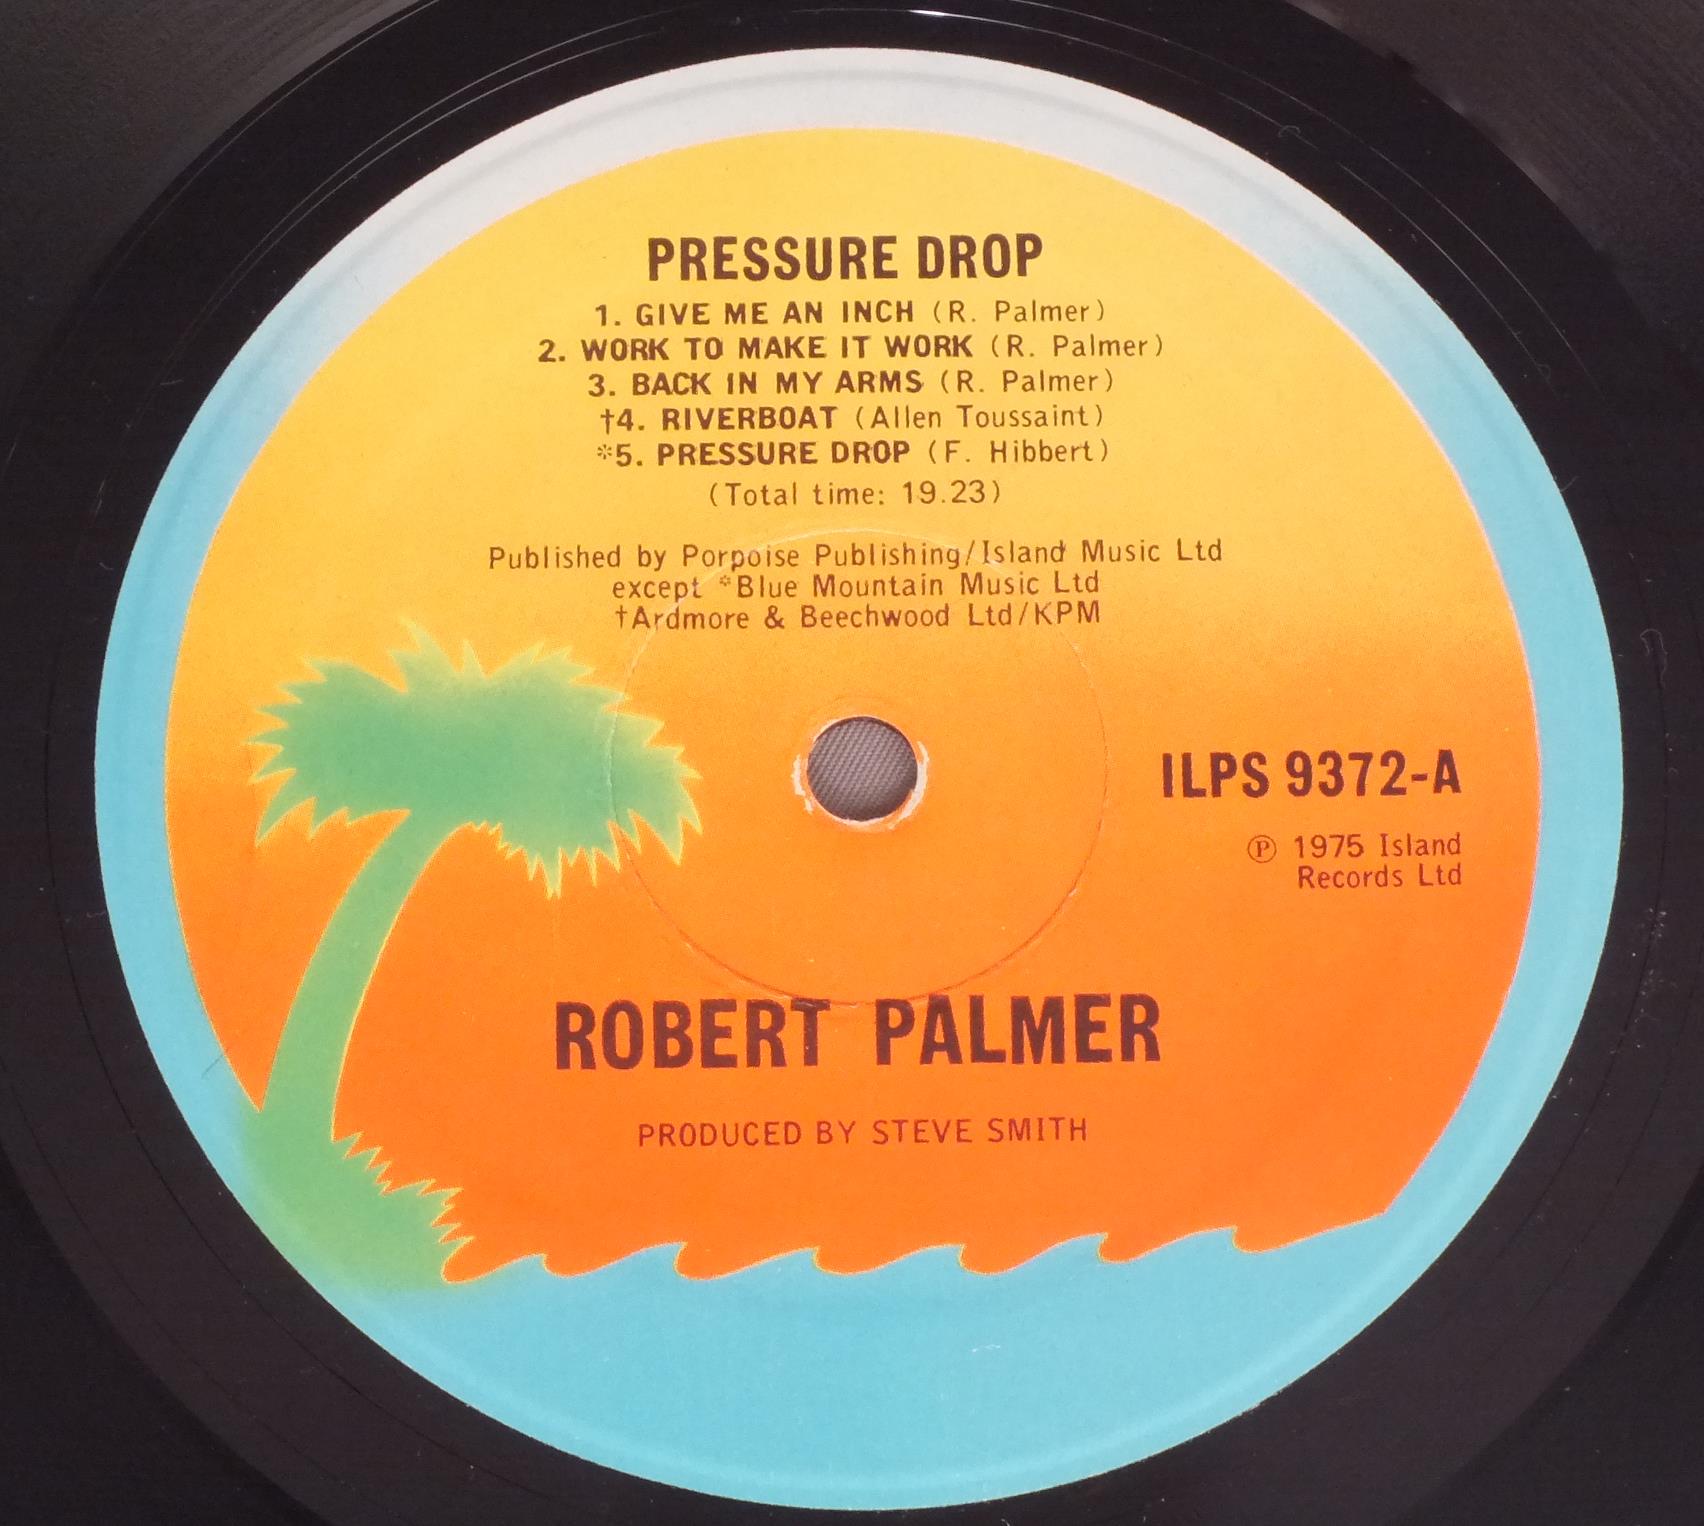 PRESSURE DROP
1. GIVE ME AN INCH (R. Palmer)
2. WORK TO MAKE IT WORK (R. Palmer)
3. BACK IN MY ARMS (R. Palmer)
†4. RIVERBOAT (Allen Toussaint)
*5. PRESSURE DROP (F. Hibbert)
(Total time: 19.23)
Published by Porpoise Publishing/Island Music Ltd
except *Blue Mountain Music Ltd
†Ardmore & Beechwood Ltd/KPM
ILPS 9372-A
℗ 1975 Island
Records Ltd
ROBERT PALMER
PRODUCED BY STEVE SMITH